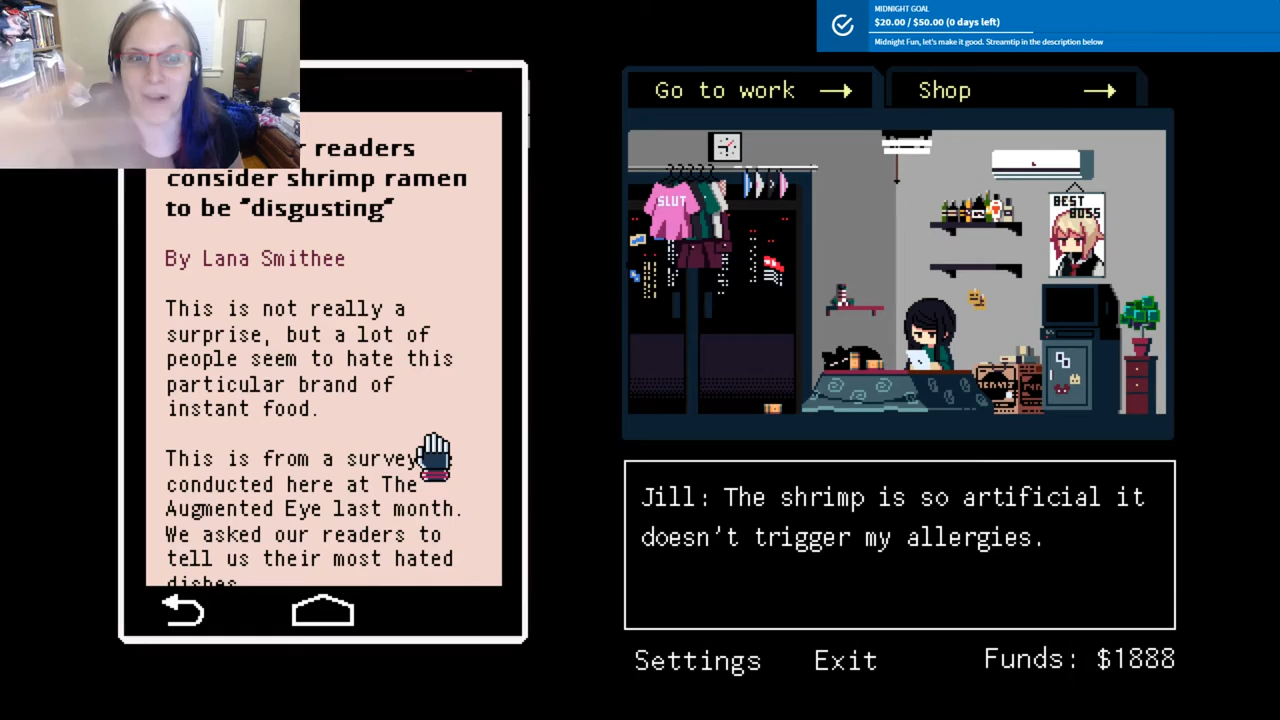 MIDNIGHT GOAL
$20.00 / $50.00 (0 days left)
Midnight Fun, let's make it good. Streamtip in the description below
r readers
consider shrimp ramen
to be "disgusting"
By Lana Smithee
This is not really a
surprise, but a lot of
people seem to hate this
particular brand of
instant food.
This is from a survey
conducted here at The
Augmented Eye last month.
We asked our readers to
tell us their most hated
dishes
Go to work
Shop
SLUT
BEST
BOSS
Jill: The shrimp is so artificial it
doesn't trigger my allergies.
Settings
Exit
Funds: $1888